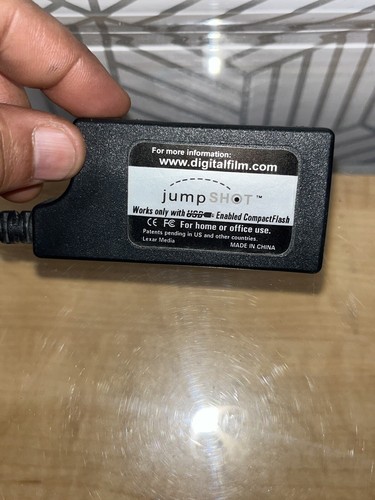 For more information:
www.digitalfilm.com
jumpSHOT™
Works only with USB Enabled CompactFlash
CE FC For home or office use.
Patents pending in US and other countries.
Lexar Media MADE IN CHINA